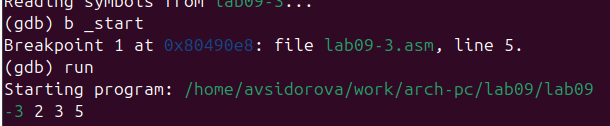 Reading symbols from lab09-3...
(gdb) b _start
Breakpoint 1 at 0x80490e8: file lab09-3.asm, line 5.
(gdb) run
Starting program: /home/avsidorova/work/arch-pc/lab09/lab09
-3 2 3 5